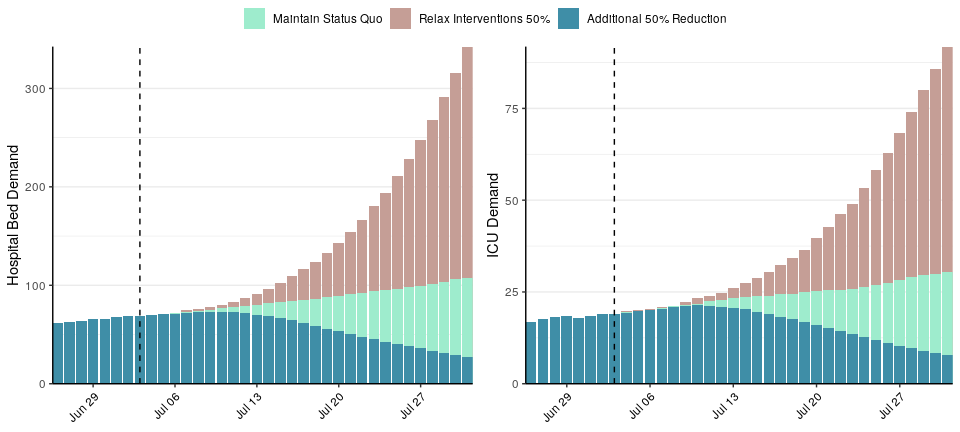 Maintain Status Quo Relax Interventions 50% Additional 50% Reduction
Hospital Bed Demand
300
200
100
0
Jun 29 Jul 06 Jul 13 Jul 20 Jul 27
ICU Demand
75
50
25
0
Jun 29 Jul 06 Jul 13 Jul 20 Jul 27